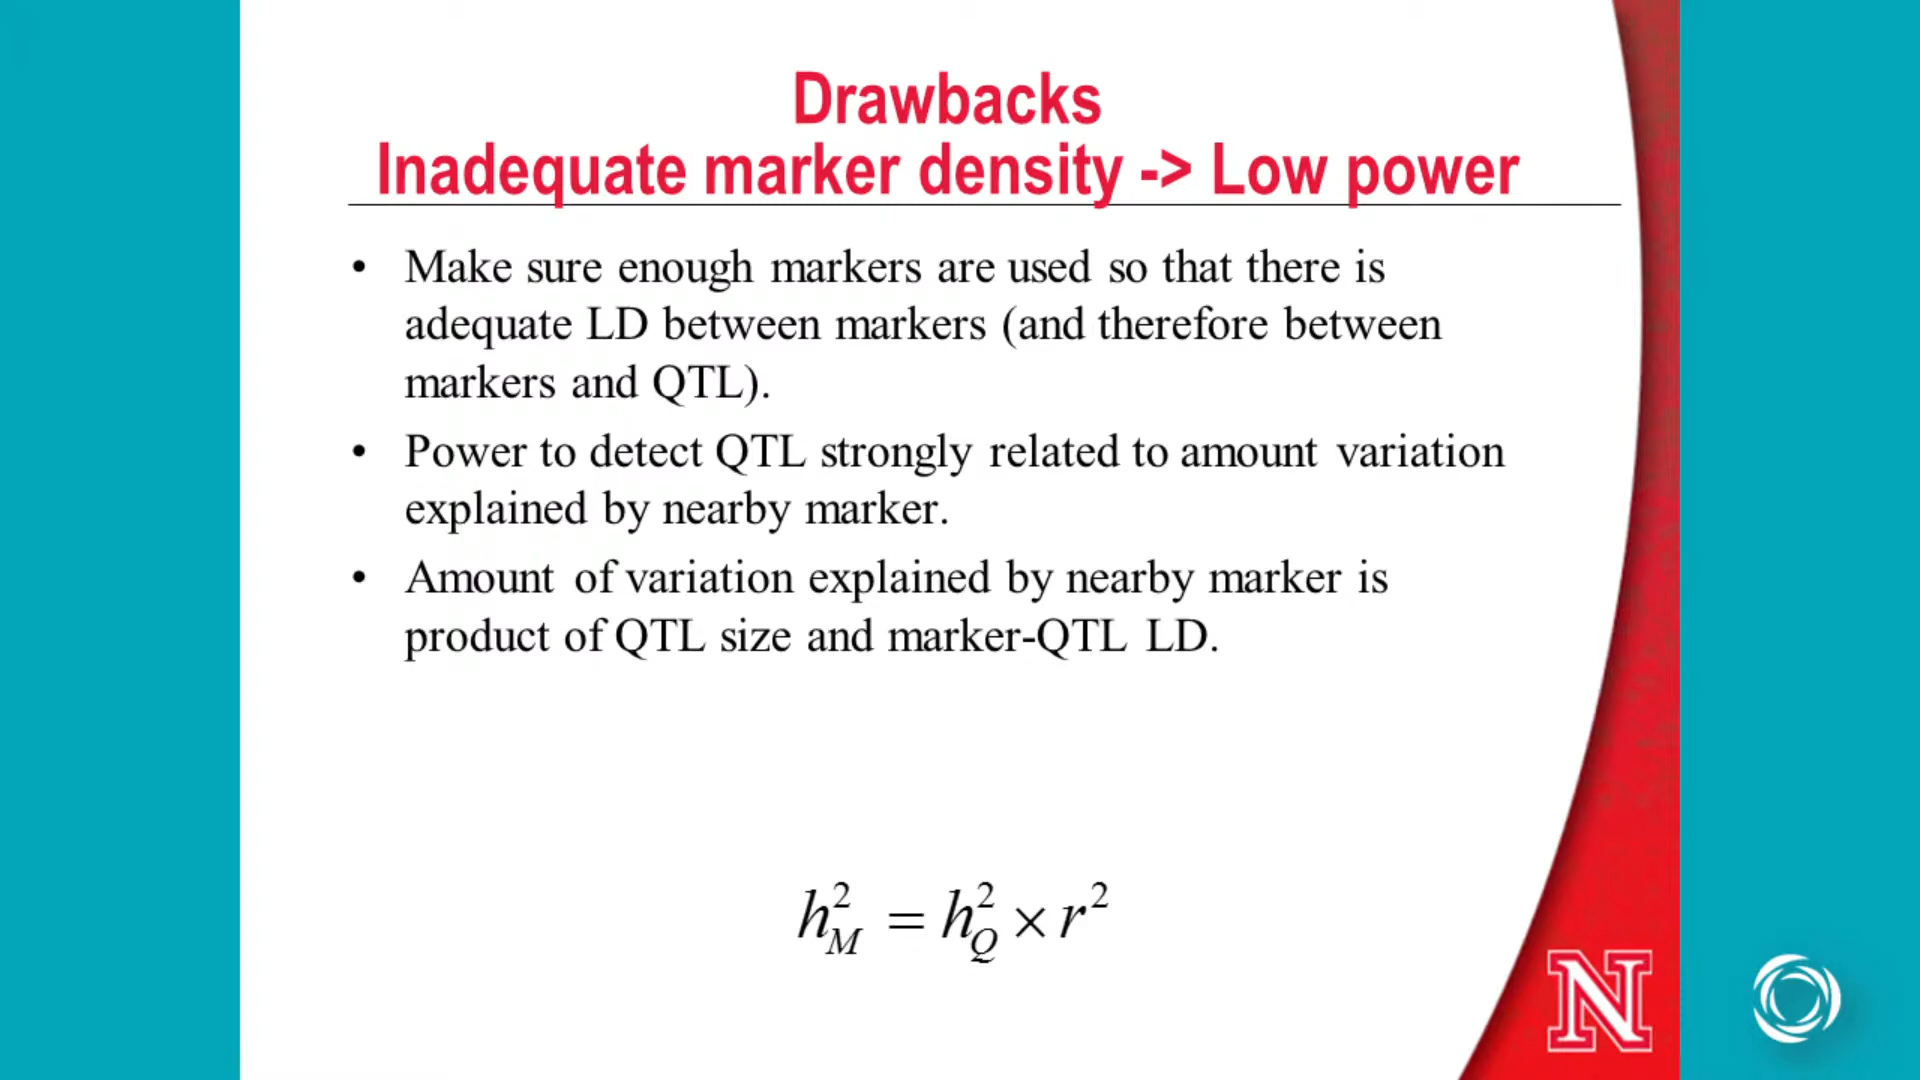 Drawbacks
Inadequate marker density -> Low power
• Make sure enough markers are used so that there is
adequate LD between markers (and therefore between
markers and QTL).
• Power to detect QTL strongly related to amount variation
explained by nearby marker.
• Amount of variation explained by nearby marker is
product of QTL size and marker-QTL LD.
h²_M = h²_Q × r²
N